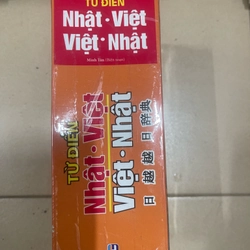 TỪ ĐIỂN
Nhật·Việt
Việt·Nhật
TỪ ĐIỂN
Nhật·Việt
Việt·Nhật
日越 越日 辞典